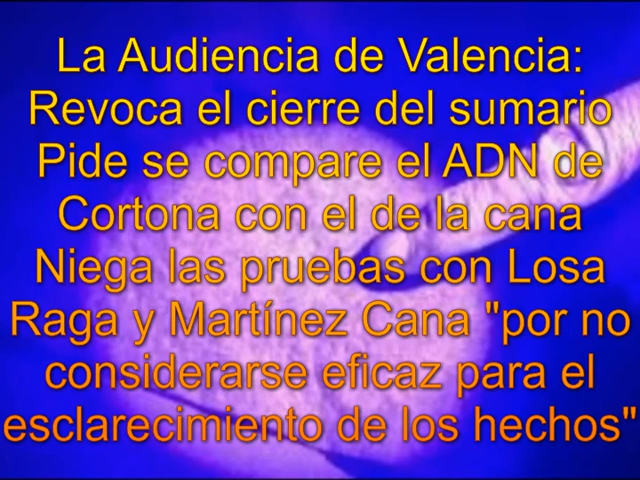 La Audiencia de Valencia:
Revoca el cierre del sumario
Pide se compare el ADN de
Cortona con el de la cana
Niega las pruebas con Losa
Raga y Martínez Cana "por no
considerarse eficaz para el
esclarecimiento de los hechos"